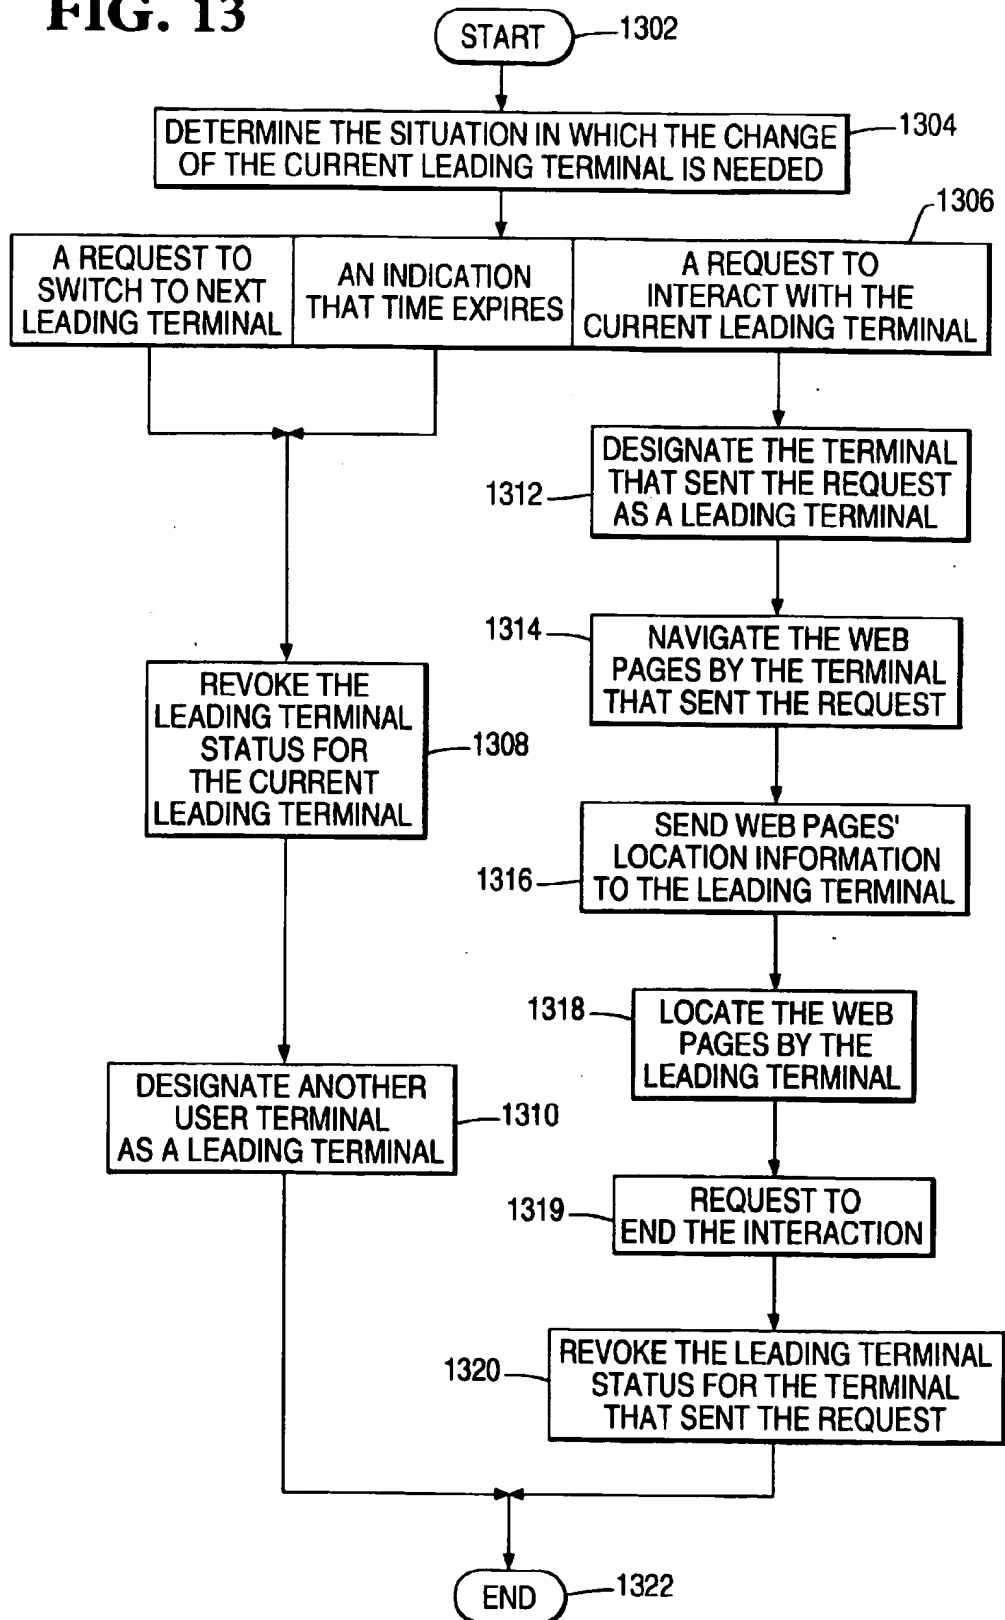 FIG. 13
START
1302
DETERMINE THE SITUATION IN WHICH THE CHANGE
OF THE CURRENT LEADING TERMINAL IS NEEDED
1304
1306
A REQUEST TO
SWITCH TO NEXT
LEADING TERMINAL
AN INDICATION
THAT TIME EXPIRES
A REQUEST TO
INTERACT WITH THE
CURRENT LEADING TERMINAL
DESIGNATE THE TERMINAL
THAT SENT THE REQUEST
AS A LEADING TERMINAL
1312
1314
NAVIGATE THE WEB
PAGES BY THE TERMINAL
THAT SENT THE REQUEST
REVOKE THE
LEADING TERMINAL
STATUS FOR
THE CURRENT
LEADING TERMINAL
1308
SEND WEB PAGES'
LOCATION INFORMATION
TO THE LEADING TERMINAL
1316
1318
LOCATE THE WEB
PAGES BY THE
LEADING TERMINAL
DESIGNATE ANOTHER
USER TERMINAL
AS A LEADING TERMINAL
1310
1319
REQUEST TO
END THE INTERACTION
1320
REVOKE THE LEADING TERMINAL
STATUS FOR THE TERMINAL
THAT SENT THE REQUEST
END
1322